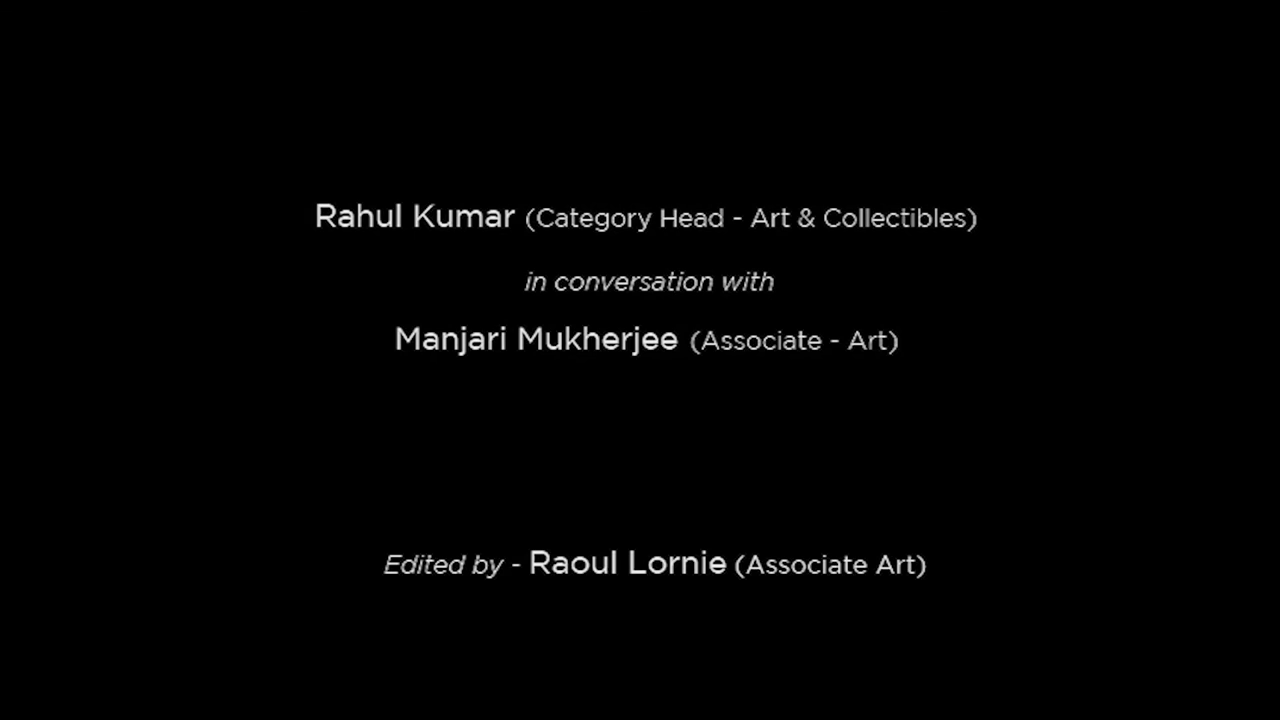 Rahul Kumar (Category Head - Art & Collectibles)
in conversation with
Manjari Mukherjee (Associate - Art)
Edited by - Raoul Lornie (Associate Art)